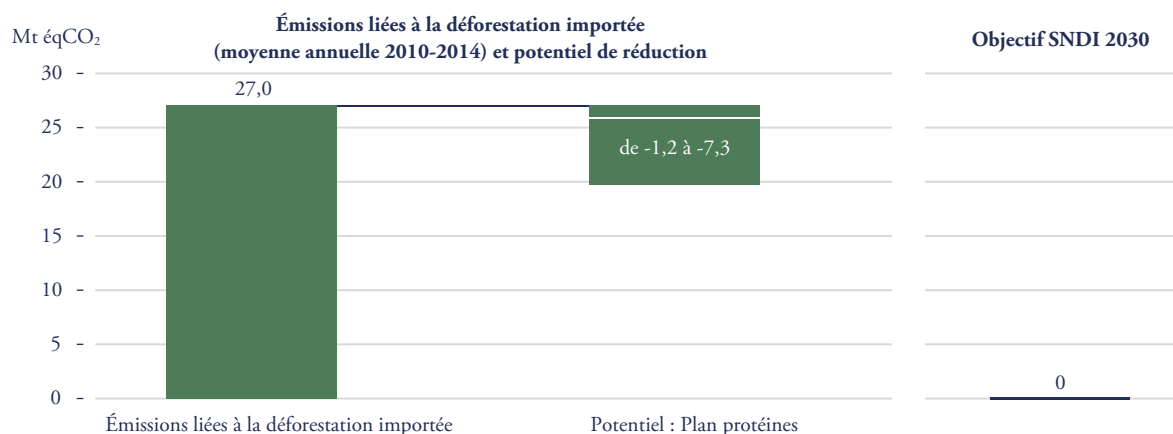 Émissions liées à la déforestation importée
(moyenne annuelle 2010-2014) et potentiel de réduction
Objectif SNDI 2030
Mt éqCO₂
30
25
20
15
10
5
0
27,0
de -1,2 à -7,3
0
Émissions liées à la déforestation importée
Potentiel : Plan protéines